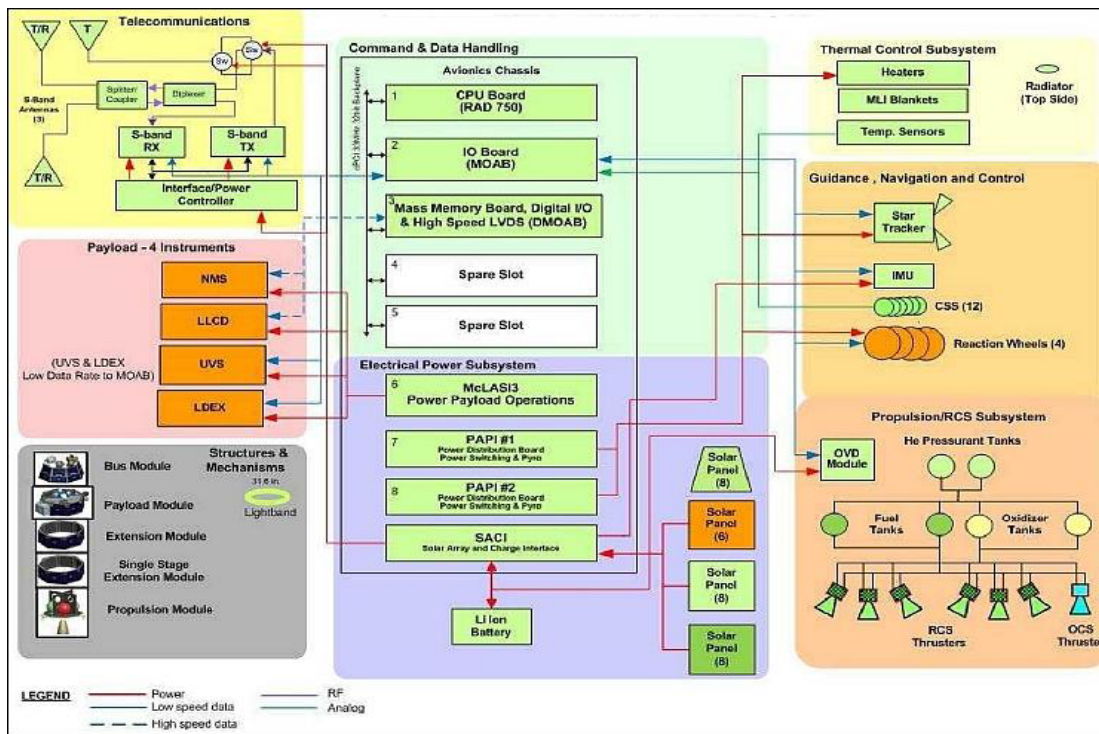 Telecommunications
T/R
T
Sw
Sw
S-Band
Antennas
(3)
Splitter/
Coupler
Diplexer
S-band
RX
S-band
TX
T/R
Interface/Power
Controller
Payload - 4 Instruments
NMS
LLCD
UVS
LDEX
(UVS & LDEX
Low Data Rate to MOAB)
Structures &
Mechanisms
31.6 in.
Lightband
Bus Module
Payload Module
Extension Module
Single Stage
Extension Module
Propulsion Module
Command & Data Handling
Avionics Chassis
cPCI 33MHz 32bit Backplane
1
CPU Board
(RAD 750)
2
IO Board
(MOAB)
3
Mass Memory Board, Digital I/O
& High Speed LVDS (DMOAB)
4
Spare Slot
5
Spare Slot
Electrical Power Subsystem
6
McLASI3
Power Payload Operations
7
PAPI #1
Power Distribution Board
Power Switching & Pyro
8
PAPI #2
Power Distribution Board
Power Switching & Pyro
SACI
Solar Array and Charge Interface
Li Ion
Battery
Solar
Panel
(8)
Solar
Panel
(6)
Solar
Panel
(8)
Solar
Panel
(8)
Thermal Control Subsystem
Heaters
MLI Blankets
Temp. Sensors
Radiator
(Top Side)
Guidance , Navigation and Control
Star
Tracker
IMU
CSS (12)
Reaction Wheels (4)
Propulsion/RCS Subsystem
He Pressurant Tanks
OVD
Module
Fuel
Tanks
Oxidizer
Tanks
RCS
Thrusters
OCS
Thruste
LEGEND
Power
Low speed data
High speed data
RF
Analog